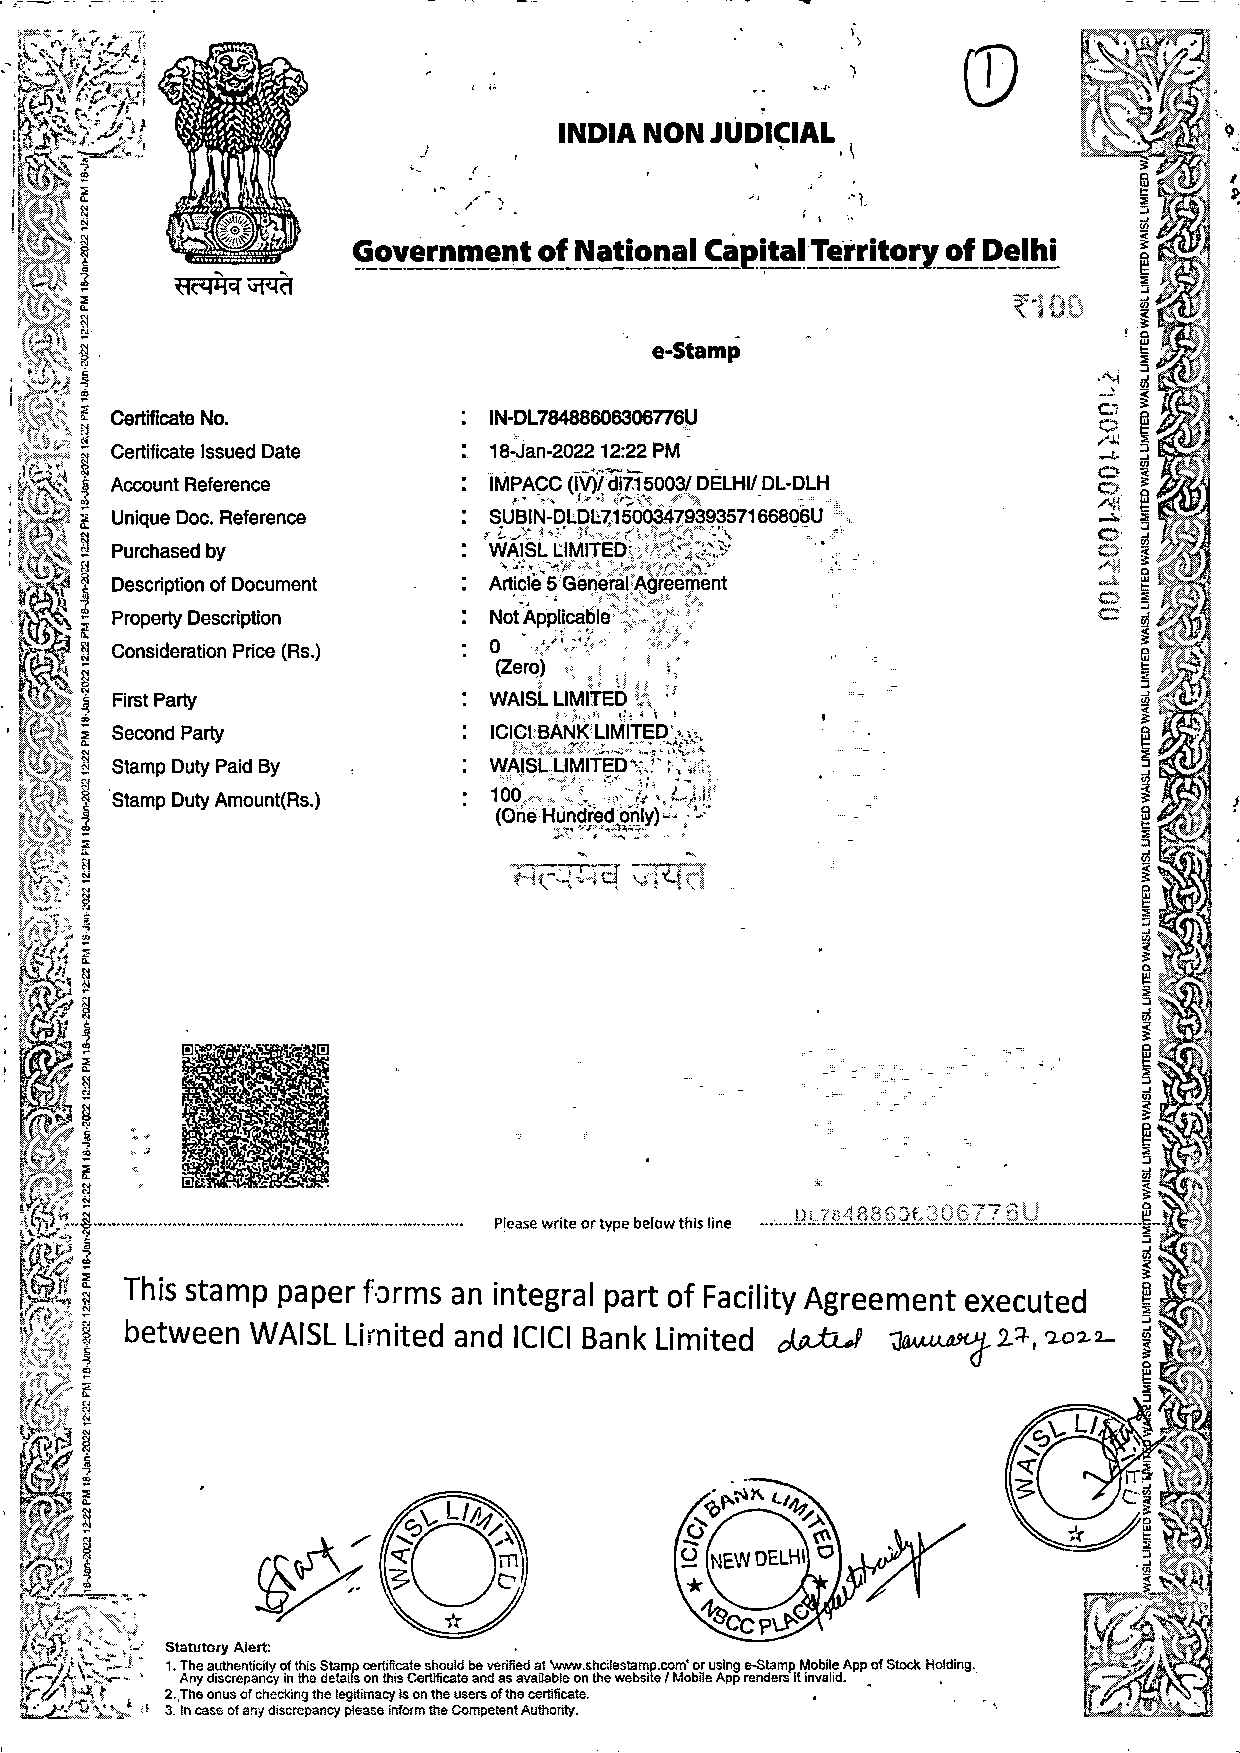 1
INDIA NON JUDICIAL
Government of National Capital Territory of Delhi
सत्यमेव जयते
₹100
e-Stamp
Certificate No. : IN-DL78488606306776U
Certificate Issued Date : 18-Jan-2022 12:22 PM
Account Reference : IMPACC (IV)/ dl715003/ DELHI/ DL-DLH
Unique Doc. Reference : SUBIN-DLDL71500347939357166806U
Purchased by : WAISL LIMITED
Description of Document : Article 5 General Agreement
Property Description : Not Applicable
Consideration Price (Rs.) : 0
(Zero)
First Party : WAISL LIMITED
Second Party : ICICI BANK LIMITED
Stamp Duty Paid By : WAISL LIMITED
Stamp Duty Amount(Rs.) : 100
(One Hundred only)
सत्यमेव जयते
₹100₹100₹100₹100
Please write or type below this line
DL78488606306776U
This stamp paper forms an integral part of Facility Agreement executed
between WAISL Limited and ICICI Bank Limited dated January 27, 2022
WAISL LIMITED
WAISL LIMITED
ICICI BANK LIMITED
NEW DELHI
NBCC PLACE
Statutory Alert:
1. The authenticity of this Stamp certificate should be verified at 'www.shcilestamp.com' or using e-Stamp Mobile App of Stock Holding.
Any discrepancy in the details on this Certificate and as available on the website / Mobile App renders it invalid.
2. The onus of checking the legitimacy is on the users of the certificate.
3. In case of any discrepancy please inform the Competent Authority.